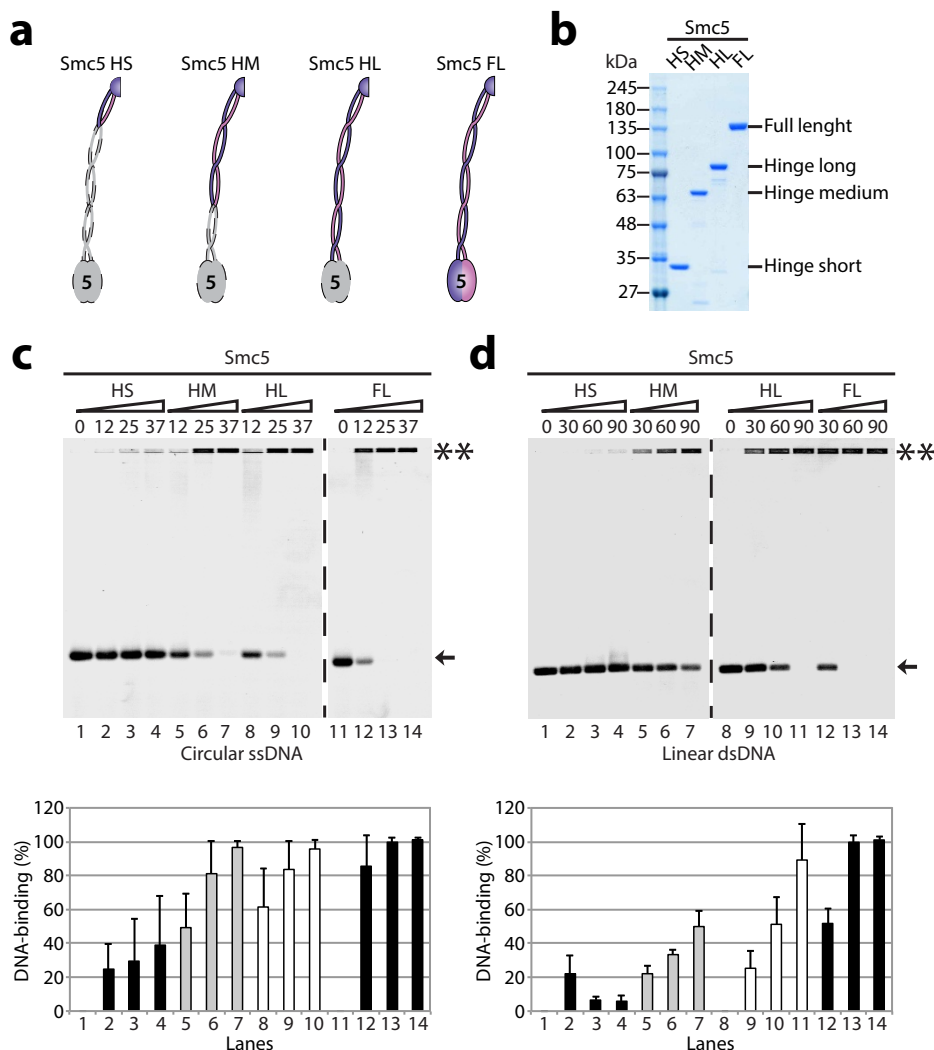 a
Smc5 HS Smc5 HM Smc5 HL Smc5 FL
5 5 5 5
b
Smc5
HS HM HL FL
kDa
245
180
135
100
75
63
48
35
27
Full lenght
Hinge long
Hinge medium
Hinge short
c
Smc5
HS HM HL FL
0 12 25 37 12 25 37 12 25 37 0 12 25 37
**
1 2 3 4 5 6 7 8 9 10 11 12 13 14
Circular ssDNA
120
100
80
60
40
20
0
DNA-binding (%)
1 2 3 4 5 6 7 8 9 10 11 12 13 14
Lanes
d
Smc5
HS HM HL FL
0 30 60 90 30 60 90 0 30 60 90 30 60 90
**
1 2 3 4 5 6 7 8 9 10 11 12 13 14
Linear dsDNA
120
100
80
60
40
20
0
DNA-binding (%)
1 2 3 4 5 6 7 8 9 10 11 12 13 14
Lanes